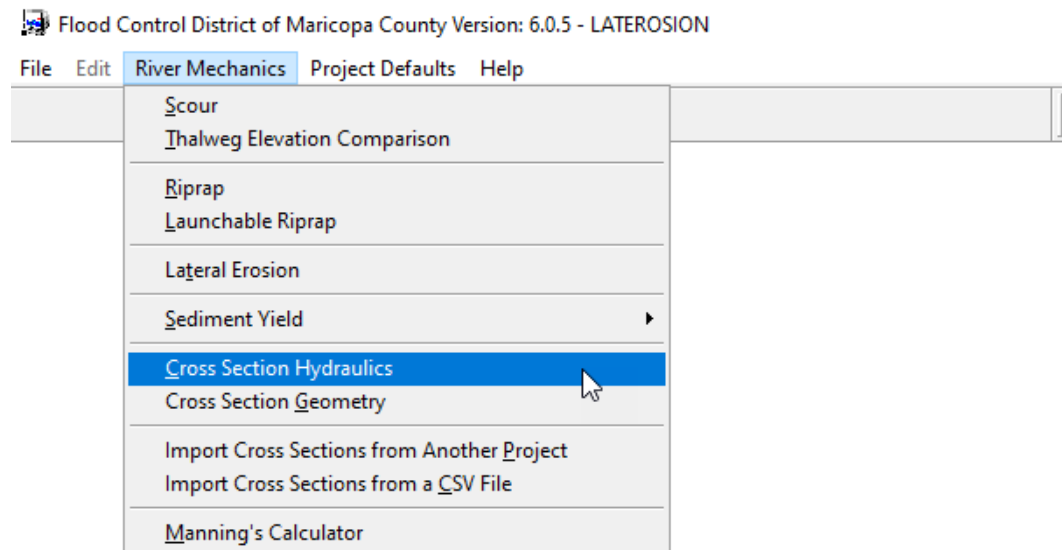 Flood Control District of Maricopa County Version: 6.0.5 - LATEROSION
File Edit River Mechanics Project Defaults Help
Scour
Thalweg Elevation Comparison
Riprap
Launchable Riprap
Lateral Erosion
Sediment Yield
Cross Section Hydraulics
Cross Section Geometry
Import Cross Sections from Another Project
Import Cross Sections from a CSV File
Manning's Calculator